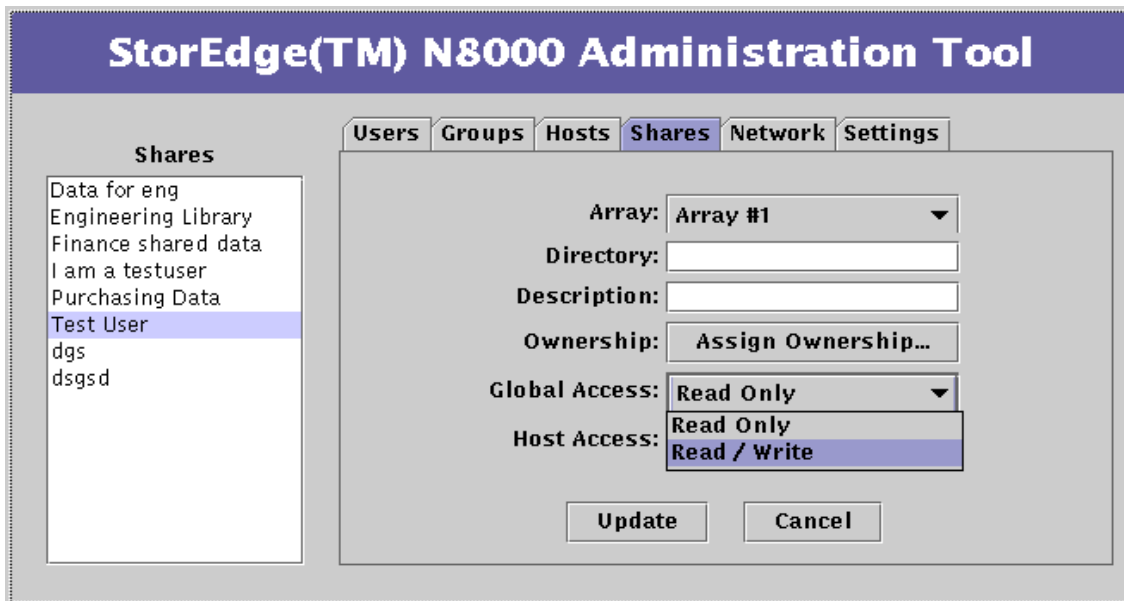 StorEdge(TM) N8000 Administration Tool
Users Groups Hosts Shares Network Settings
Shares
Data for eng
Engineering Library
Finance shared data
I am a testuser
Purchasing Data
Test User
dgs
dsgsd
Array: Array #1
Directory:
Description:
Ownership: Assign Ownership...
Global Access: Read Only
Read Only
Host Access:
Read / Write
Update Cancel